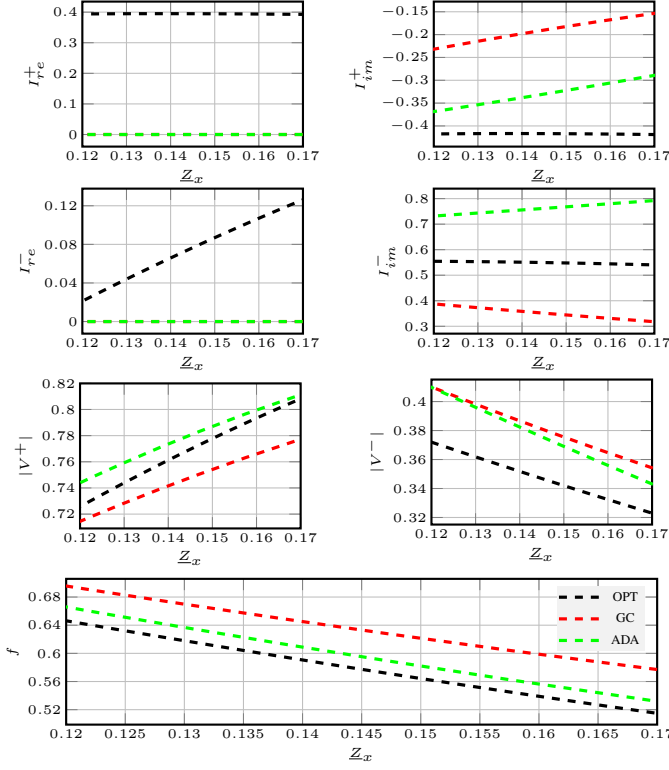 0.4
0.3
0.2
0.1
0
I⁺re
0.12 0.13 0.14 0.15 0.16 0.17
Z_x
−0.15
−0.2
−0.25
−0.3
−0.35
−0.4
I⁺im
0.12 0.13 0.14 0.15 0.16 0.17
Z_x
0.12
0.08
0.04
0
I⁻re
0.12 0.13 0.14 0.15 0.16 0.17
Z_x
0.8
0.7
0.6
0.5
0.4
0.3
I⁻im
0.12 0.13 0.14 0.15 0.16 0.17
Z_x
0.82
0.8
0.78
0.76
0.74
0.72
|V⁺|
0.12 0.13 0.14 0.15 0.16 0.17
Z_x
0.4
0.38
0.36
0.34
0.32
|V⁻|
0.12 0.13 0.14 0.15 0.16 0.17
Z_x
0.68
0.64
0.6
0.56
0.52
f
OPT
GC
ADA
0.12 0.125 0.13 0.135 0.14 0.145 0.15 0.155 0.16 0.165 0.17
Z_x